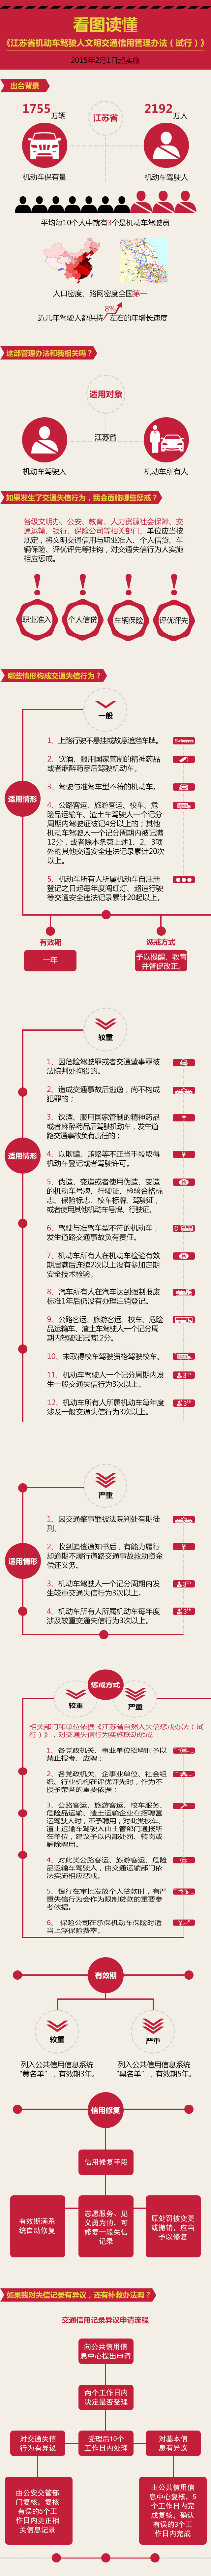 看图读懂
《江苏省机动车驾驶人文明交通信用管理办法（试行）》
2015年2月1日起实施
出台背景
1755万辆
机动车保有量
江苏省
2192万人
机动车驾驶人
平均每10个人中就有3个是机动车驾驶员
人口密度、路网密度全国第一
近几年驾驶人都保持8%左右的年增长速度
这部管理办法和我相关吗？
适用对象
江苏省
机动车驾驶人
机动车所有人
如果发生了交通失信行为，我会面临哪些惩戒？
各级文明办、公安、教育、人力资源社会保障、交
通运输、银行、保险公司等相关部门、单位应当按
规定，将文明交通信用与职业准入、个人信贷、车
辆保险、评优评先等挂钩，对交通失信行为人实施
相应惩戒。
职业准入
个人信贷
车辆保险
评优评先
哪些情形构成交通失信行为？
一般
适用情形
1、上路行驶不悬挂或故意遮挡车牌。
2、饮酒、服用国家管制的精神药品
或者麻醉药品后驾驶机动车。
3、驾驶与准驾车型不符的机动车。
4、公路客运、旅游客运、校车、危
险品运输车、渣土车驾驶人一个记分
周期内驾驶证被记4分以上的；其他
机动车驾驶人一个记分周期内被记满
12分，或者除本条第上述1、2、3项
外的其他交通安全违法记录累计20次
以上。
5、机动车所有人所属机动车自注册
登记之日起每年度闯红灯、超速行驶
等交通安全违法记录累计20起以上。
有效期
一年
惩戒方式
予以提醒、教育
并督促改正。
较重
适用情形
1、因危险驾驶罪或者交通肇事罪被
法院判处拘役的。
2、造成交通事故后逃逸，尚不构成
犯罪的；
3、饮酒、服用国家管制的精神药品
或者麻醉药品后驾驶机动车，发生道
路交通事故负有责任的；
4、以欺骗、贿赂等不正当手段取得
机动车登记或者驾驶许可。
5、伪造、变造或者使用伪造、变造
的机动车号牌、行驶证、检验合格标
志、保险标志、校车标牌、驾驶证，
或者使用其他机动车号牌、行驶证。
6、驾驶与准驾车型不符的机动车，
发生道路交通事故负有责任。
7、机动车所有人在机动车检验有效
期届满后连续2次以上没有参加定期
安全技术检验。
8、汽车所有人在汽车达到强制报废
标准1年后仍没有办理注销登记。
9、公路客运、旅游客运、校车、危险
品运输车、渣土车驾驶人一个记分周
期内驾驶证记满12分。
10、未取得校车驾驶资格驾驶校车。
11、机动车驾驶人一个记分周期内发
生一般交通失信行为3次以上。
12、机动车所有人所属机动车每年度
涉及一般交通失信行为3次以上。
严重
适用情形
1、因交通肇事罪被法院判处有期徒
刑。
2、收到追偿通知书后，有能力履行
却逾期不履行道路交通事故救助资金
偿还义务。
3、机动车驾驶人一个记分周期内发
生较重交通失信行为3次以上。
4、机动车所有人所属机动车每年度
涉及较重交通失信行为3次以上。
惩戒方式
较重
严重
相关部门和单位依据《江苏省自然人失信惩戒办法（试
行）》，对交通失信行为实施联动惩戒
1、各党政机关、事业单位招聘时予以
禁止报考、应聘；
2、各党政机关、企事业单位、社会组
织、行业机构在评优评先时，作为不
授予荣誉的重要依据；
3、公路客运、旅游客运、校车服务、
危险品运输、渣土运输企业在招聘营
运驾驶人时，不予聘用；对此类校车、
渣土运输车驾驶人由主管部门通报所
在单位，建议予以内部处罚、转岗或
解除聘用。
4、对此类公路客运、旅游客运、危险
品运输车驾驶人，由交通运输部门依
法实施相应惩戒。
5、银行在审批发放个人贷款时，有严
重失信行为会作为限制贷款的重要参
考依据。
6、保险公司在承保机动车保险时适
当上浮保险费率。
有效期
较重
严重
列入公共信用信息系统
“黄名单”，有效期3年。
列入公共信用信息系统
“黑名单”，有效期5年。
信用修复
信用修复手段
有效期满系
统自动修复
志愿服务，见
义勇为的，可
修复一般失信
记录
原处罚被变更
或撤销，应当
予以修复
如果我对失信记录有异议，还有补救办法吗？
交通信用记录异议申请流程
向公共信用信
息中心提出申请
两个工作日内
决定是否受理
对交通失信
行为有异议
受理后10个
工作日内处理
对基本信
息有异议
由公安交管部
门复核，复核
有误的5个工
作日内更正相
关信息记录
由公共信用信
息中心复核，5
个工作日内完
成复核，确认
有误的3个工
作日内完成